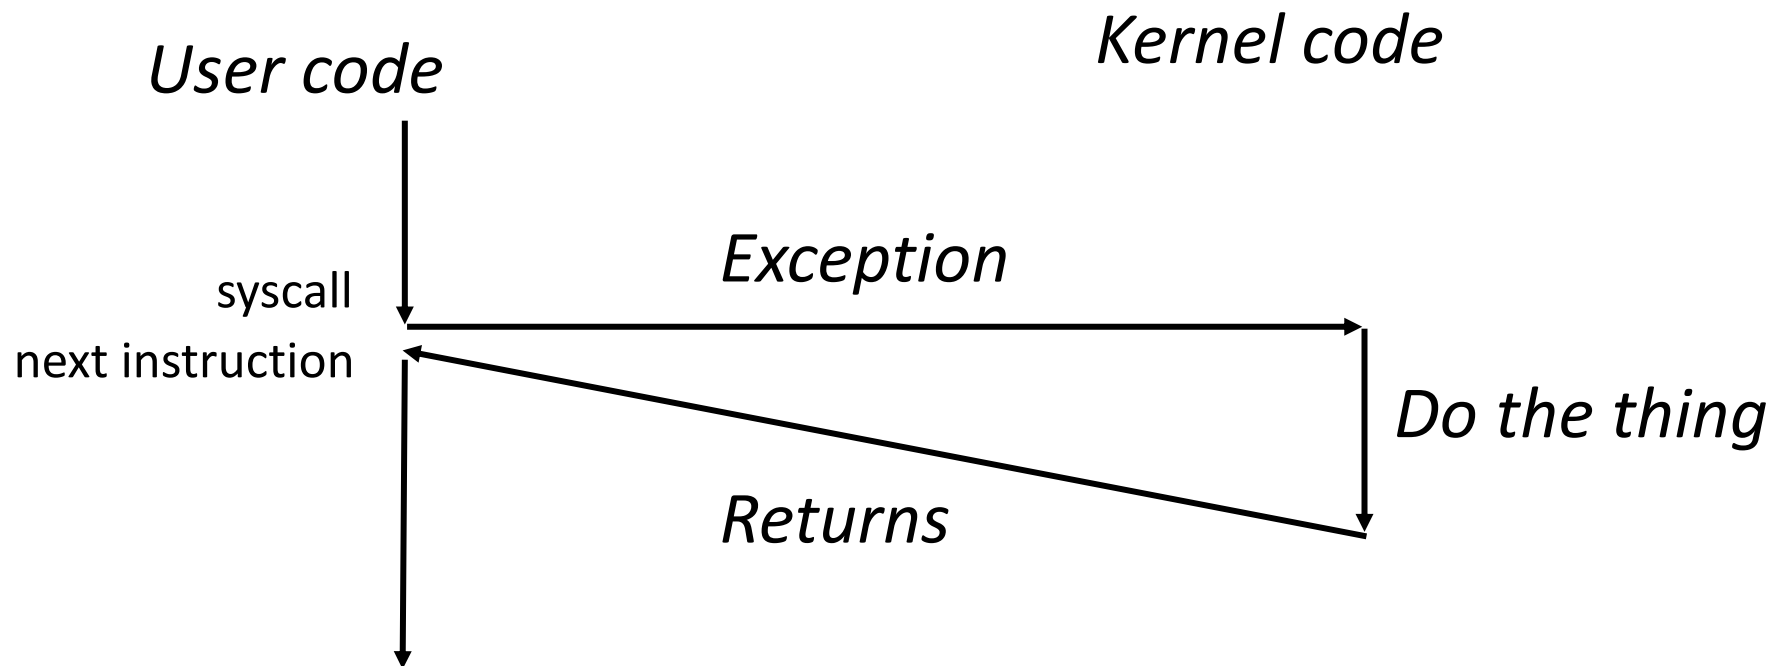 User code
Kernel code
Exception
syscall
next instruction
Do the thing
Returns